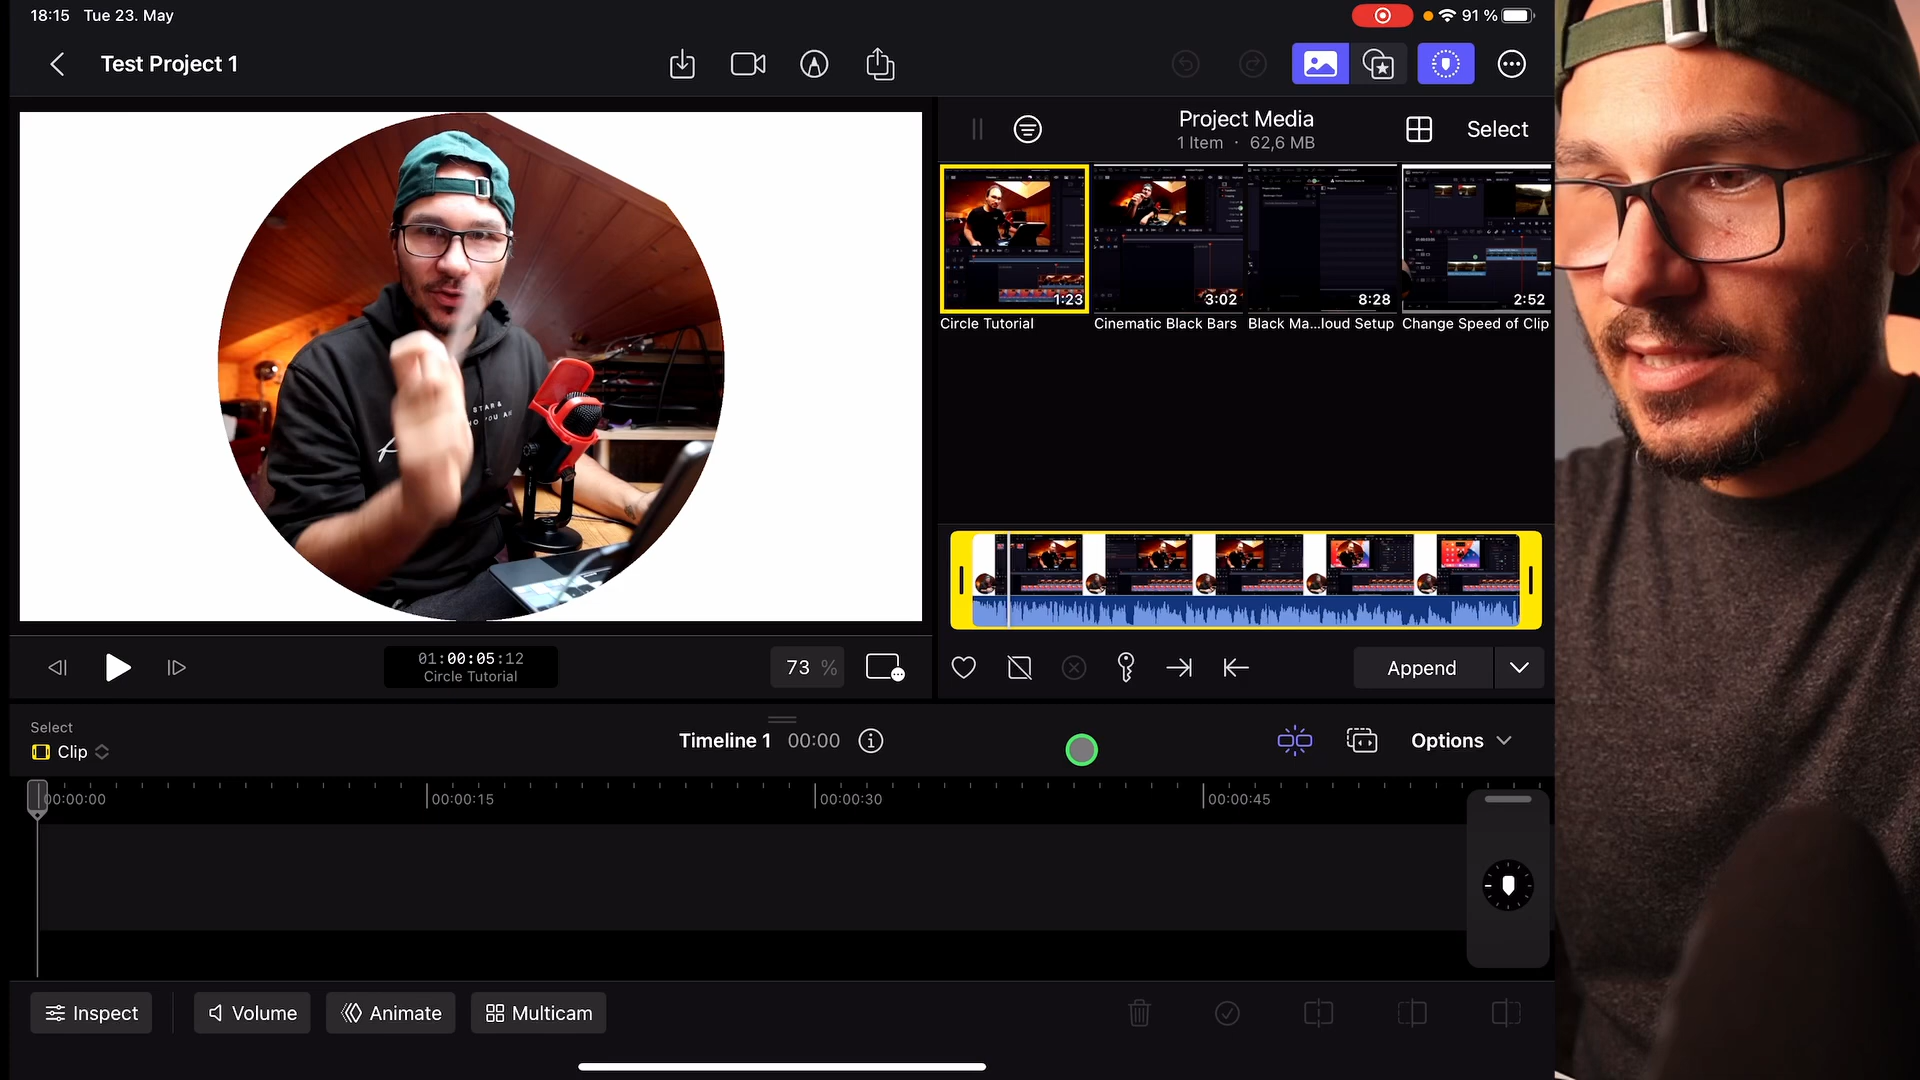 18:15 Tue 23. May
91 %
Test Project 1
Project Media
1 Item · 62,6 MB
Select
1:23
3:02
8:28
2:52
Circle Tutorial
Cinematic Black Bars
Black Ma...loud Setup
Change Speed of Clip
STAR &
01:00:05:12
Circle Tutorial
73 %
Append
Select
Clip
Timeline 1 00:00
Options
00:00:00
00:00:15
00:00:30
00:00:45
Inspect
Volume
Animate
Multicam